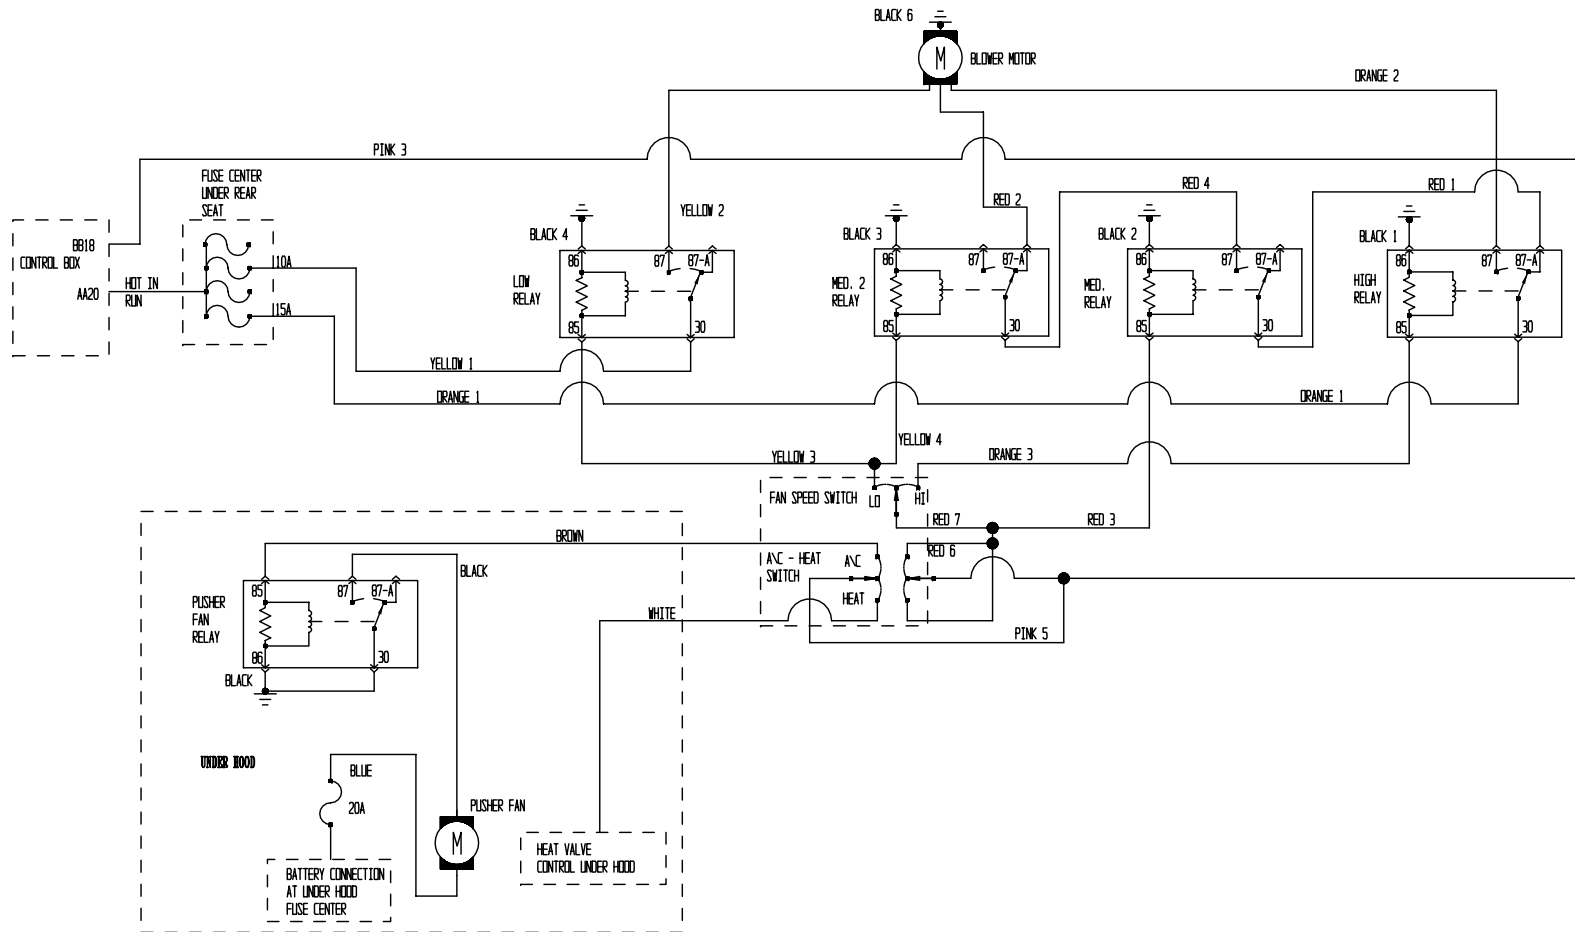 BLACK 6
BLOWER MOTOR
ORANGE 2
PINK 3
FUSE CENTER
UNDER REAR
SEAT
RED 4
RED 1
RED 2
YELLOW 2
BB18
CONTROL BOX
AA20
HOT IN
RUN
10A
15A
BLACK 4
86
87
87-A
LOW
RELAY
85
30
BLACK 3
86
87
87-A
MED. 2
RELAY
85
30
BLACK 2
86
87
87-A
MED.
RELAY
85
30
BLACK 1
86
87
87-A
HIGH
RELAY
85
30
YELLOW 1
ORANGE 1
ORANGE 1
YELLOW 4
YELLOW 3
ORANGE 3
FAN SPEED SWITCH
LO
HI
RED 7
RED 3
BROWN
RED 6
A\C - HEAT
SWITCH
A\C
HEAT
BLACK
85
87
87-A
PUSHER
FAN
RELAY
86
30
WHITE
PINK 5
BLACK
UNDER HOOD
BLUE
20A
PUSHER FAN
M
M
HEAT VALVE
CONTROL UNDER HOOD
BATTERY CONNECTION
AT UNDER HOOD
FUSE CENTER